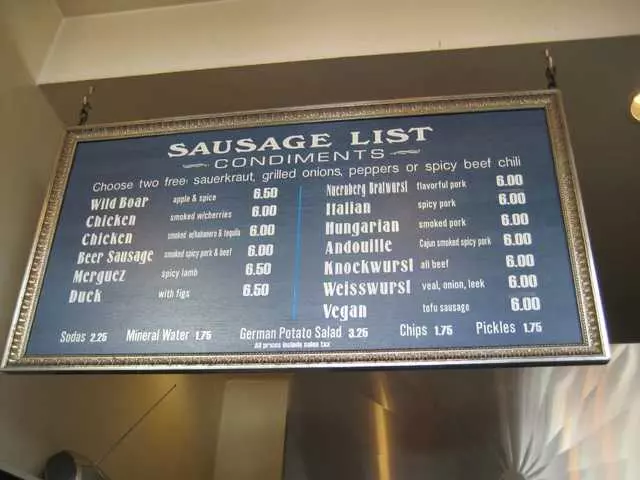 SAUSAGE LIST
CONDIMENTS
Choose two free: sauerkraut, grilled onions, peppers or spicy beef chili
Wild Boar apple & spice 6.50
Chicken smoked w/cherries 6.00
Chicken smoked w/habanero & tequila 6.00
Beer Sausage smoked spicy pork & beef 6.00
Merguez spicy lamb 6.50
Duck with figs 6.50
Nuernberg Bratwurst flavorful pork 6.00
Italian spicy pork 6.00
Hungarian smoked pork 6.00
Andouille Cajun smoked spicy pork 6.00
Knockwurst all beef 6.00
Weisswurst veal, onion, leek 6.00
Vegan tofu sausage 6.00
Sodas 2.25 Mineral Water 1.75 German Potato Salad 3.25 Chips 1.75 Pickles 1.75
All prices include sales tax